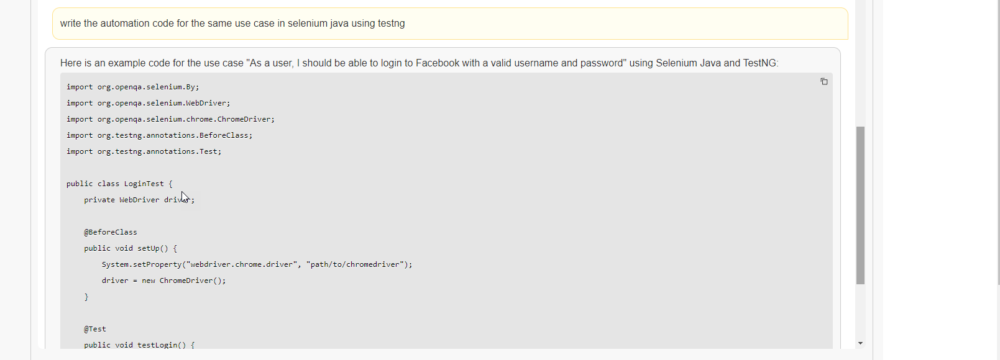 write the automation code for the same use case in selenium java using testng
Here is an example code for the use case "As a user, I should be able to login to Facebook with a valid username and password" using Selenium Java and TestNG:
import org.openqa.selenium.By;
import org.openqa.selenium.WebDriver;
import org.openqa.selenium.chrome.ChromeDriver;
import org.testng.annotations.BeforeClass;
import org.testng.annotations.Test;
public class LoginTest {
private WebDriver driver;
@BeforeClass
public void setUp() {
System.setProperty("webdriver.chrome.driver", "path/to/chromedriver");
driver = new ChromeDriver();
}
@Test
public void testLogin() {